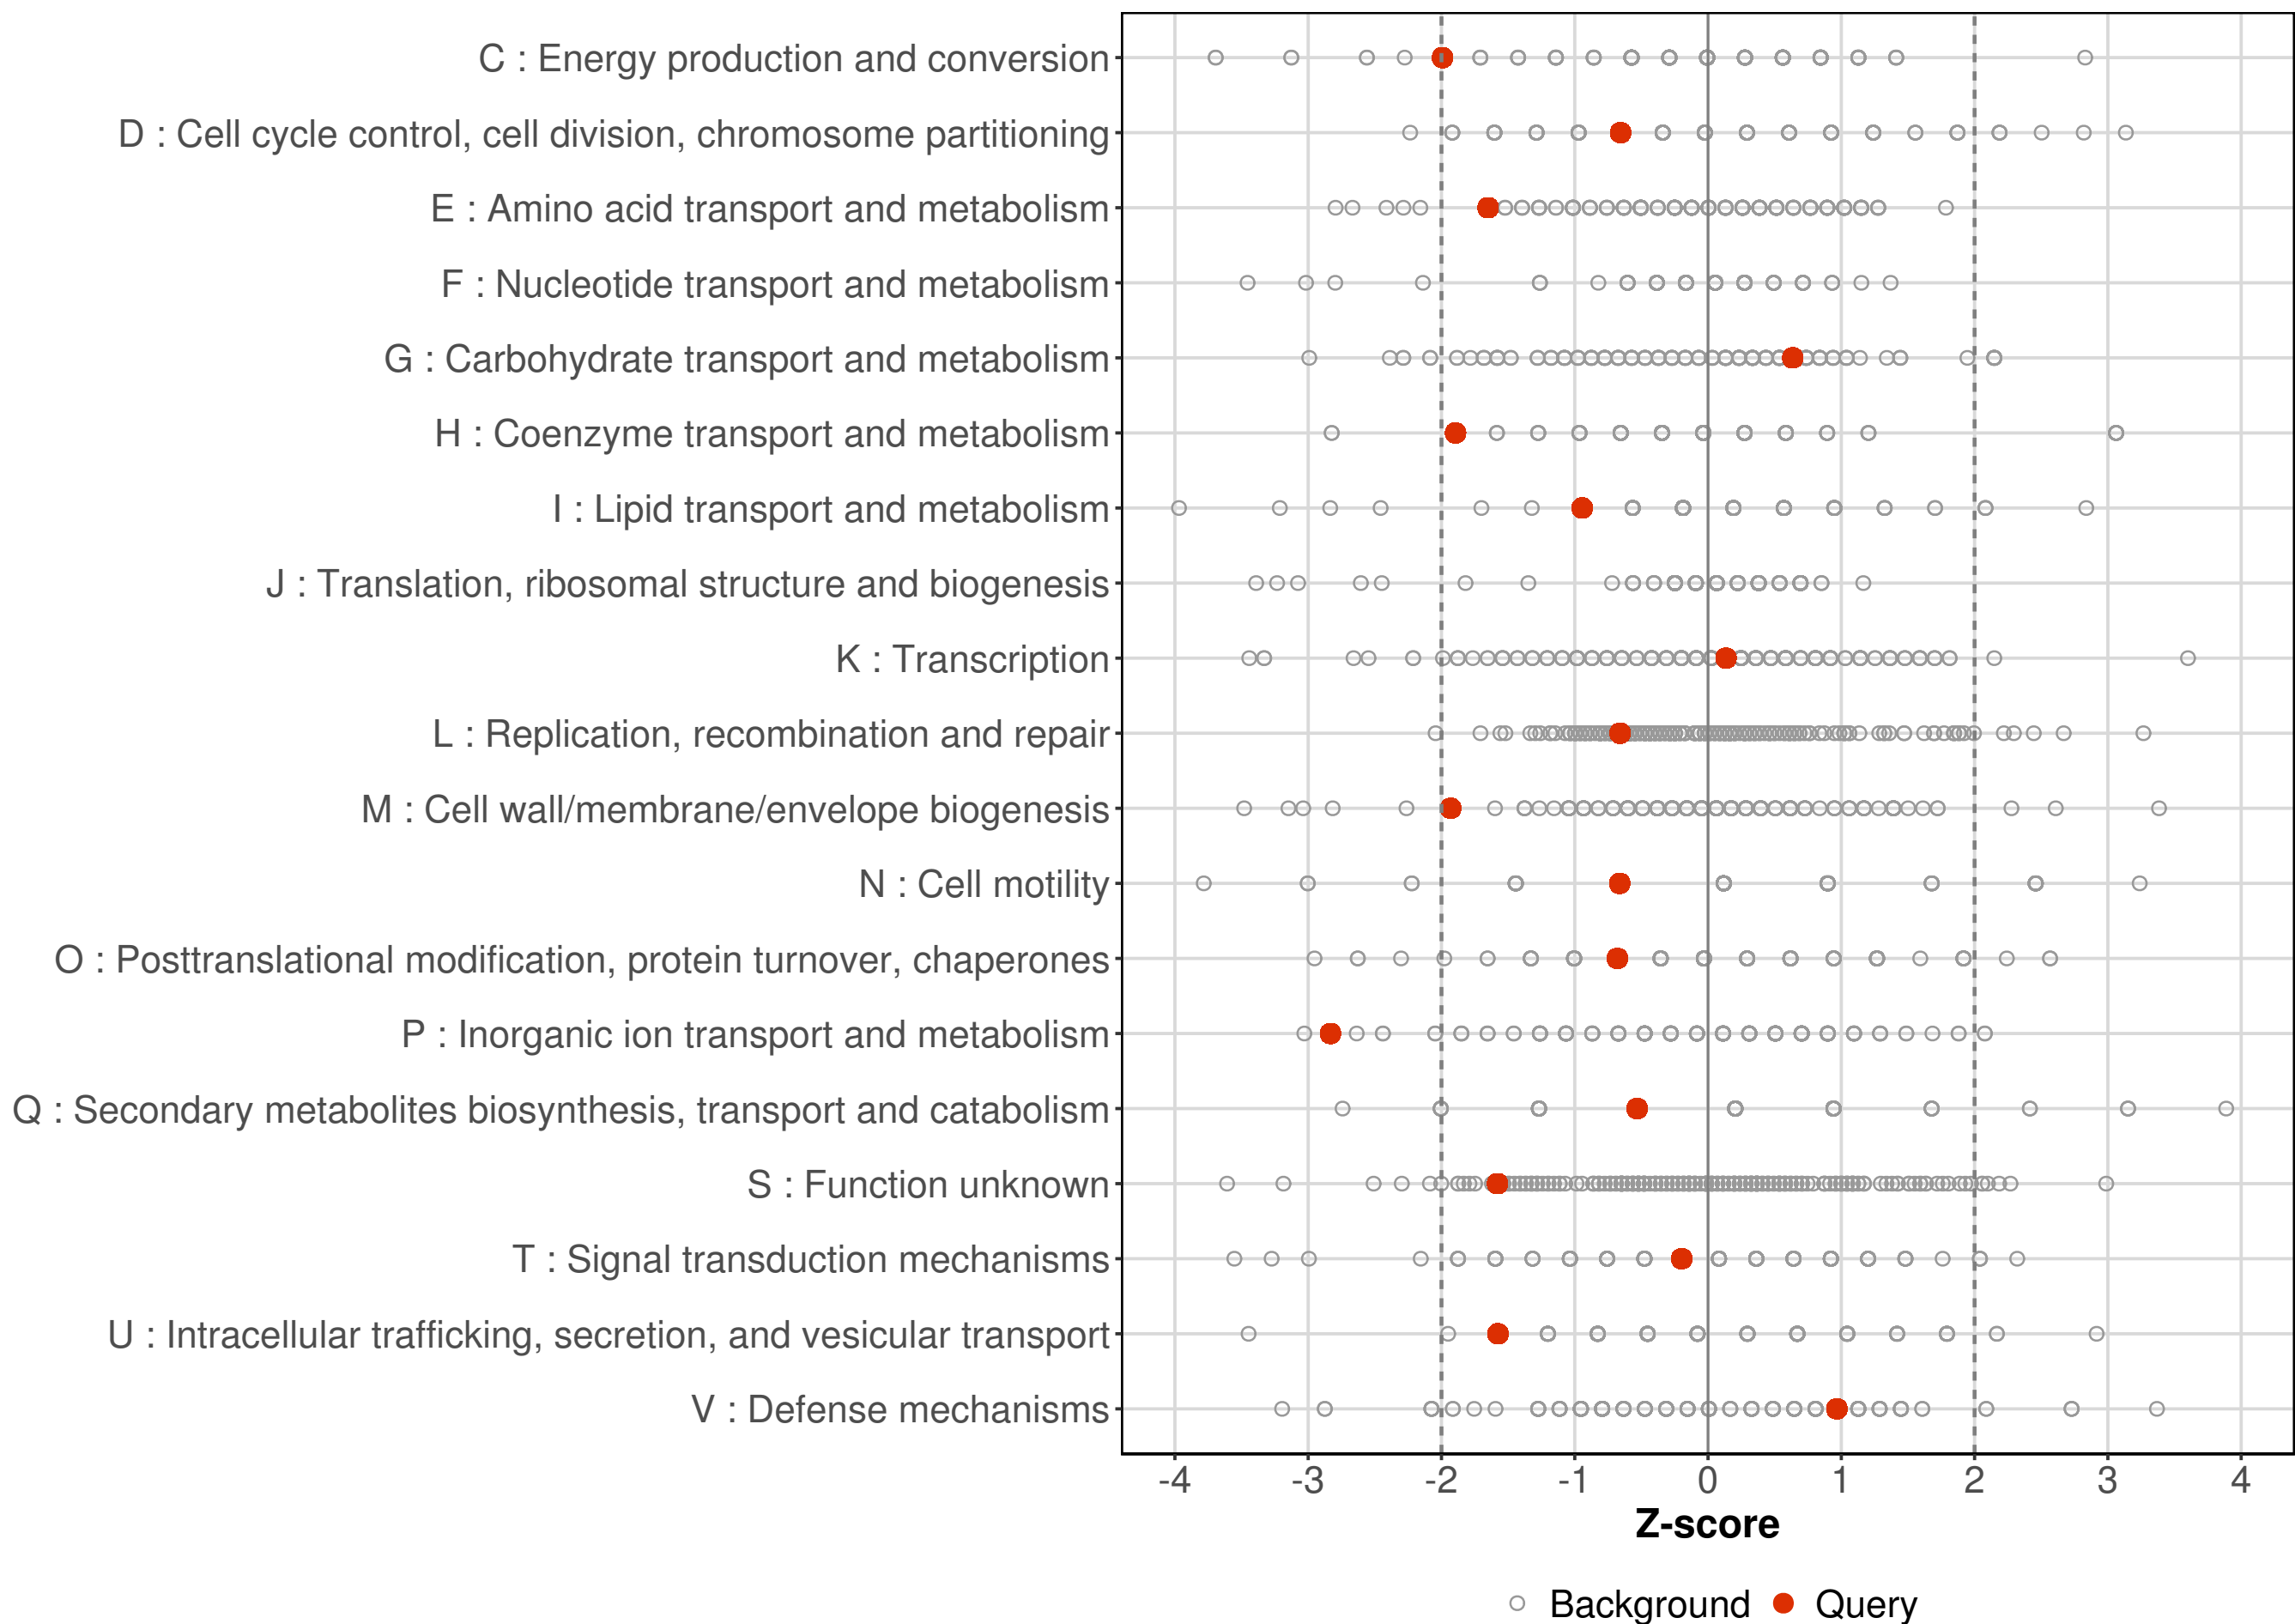 C : Energy production and conversion
D : Cell cycle control, cell division, chromosome partitioning
E : Amino acid transport and metabolism
F : Nucleotide transport and metabolism
G : Carbohydrate transport and metabolism
H : Coenzyme transport and metabolism
I : Lipid transport and metabolism
J : Translation, ribosomal structure and biogenesis
K : Transcription
L : Replication, recombination and repair
M : Cell wall/membrane/envelope biogenesis
N : Cell motility
O : Posttranslational modification, protein turnover, chaperones
P : Inorganic ion transport and metabolism
Q : Secondary metabolites biosynthesis, transport and catabolism
S : Function unknown
T : Signal transduction mechanisms
U : Intracellular trafficking, secretion, and vesicular transport
V : Defense mechanisms
-4 -3 -2 -1 0 1 2 3 4
Z-score
Background Query